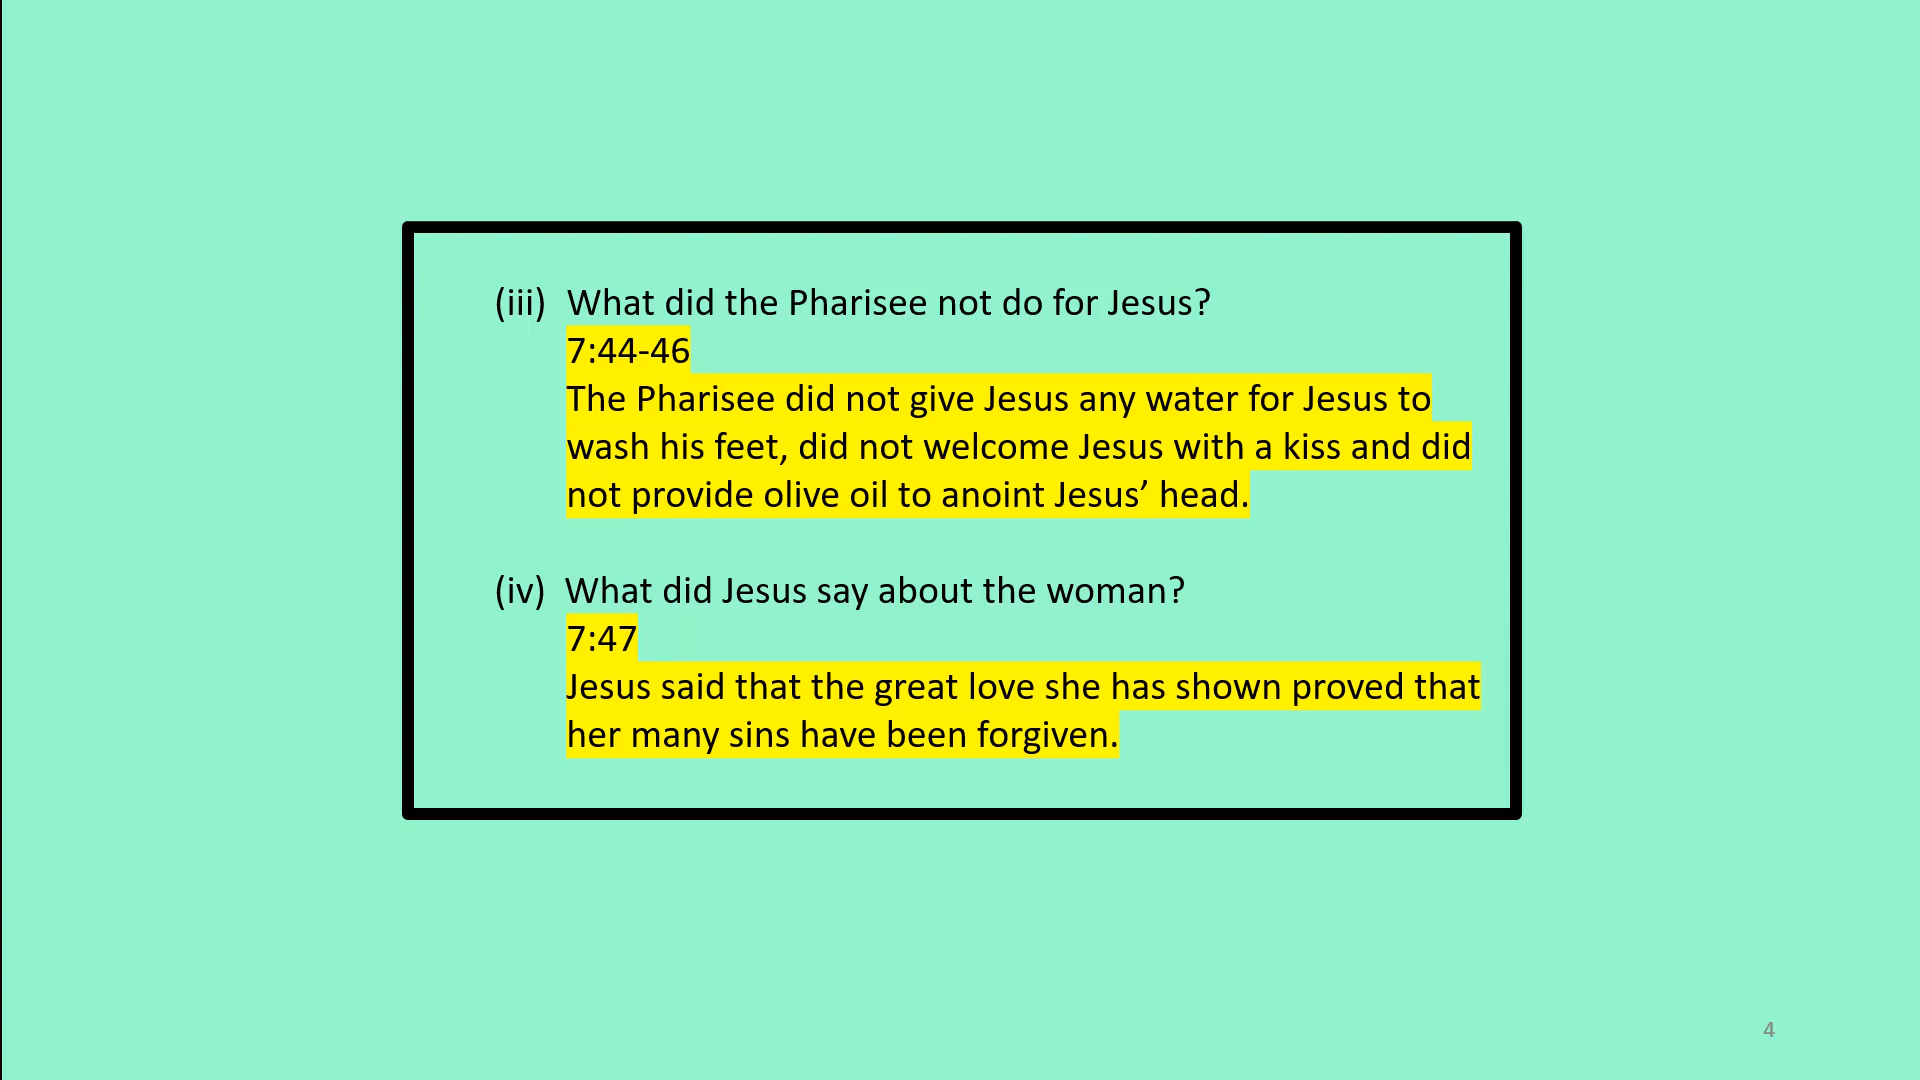 (iii) What did the Pharisee not do for Jesus?
7:44-46
The Pharisee did not give Jesus any water for Jesus to
wash his feet, did not welcome Jesus with a kiss and did
not provide olive oil to anoint Jesus’ head.
(iv) What did Jesus say about the woman?
7:47
Jesus said that the great love she has shown proved that
her many sins have been forgiven.
4